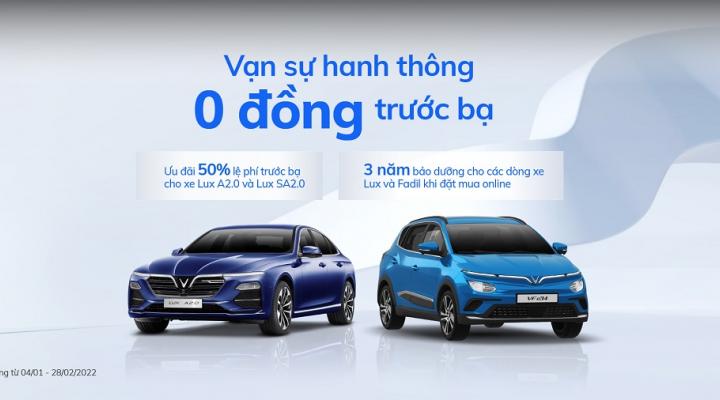 Vạn sự hanh thông
0 đồng trước bạ
Ưu đãi 50% lệ phí trước bạ
cho xe Lux A2.0 và Lux SA2.0
3 năm bảo dưỡng cho các dòng xe
Lux và Fadil khi đặt mua online
LUX A2.0
VF e34
từ 04/01 - 28/02/2022